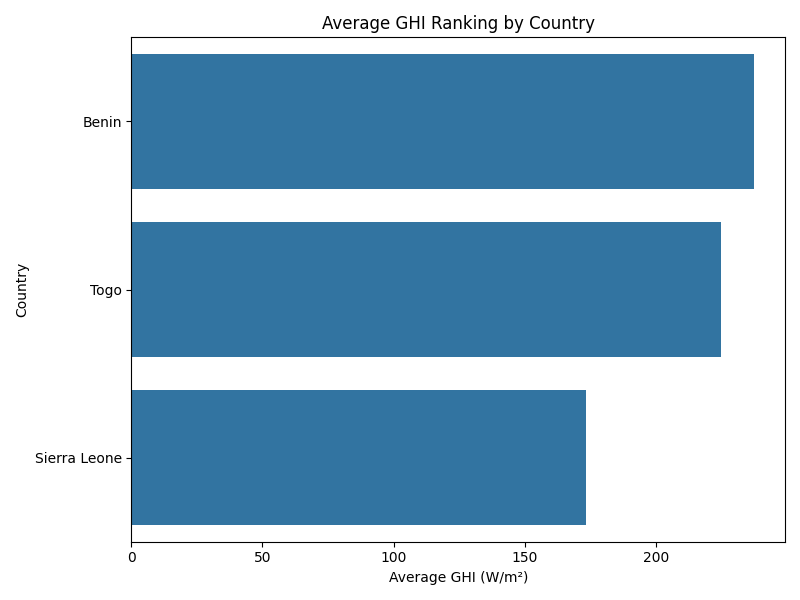 Average GHI Ranking by Country
Benin
Togo
Sierra Leone
Country
0 50 100 150 200
Average GHI (W/m²)